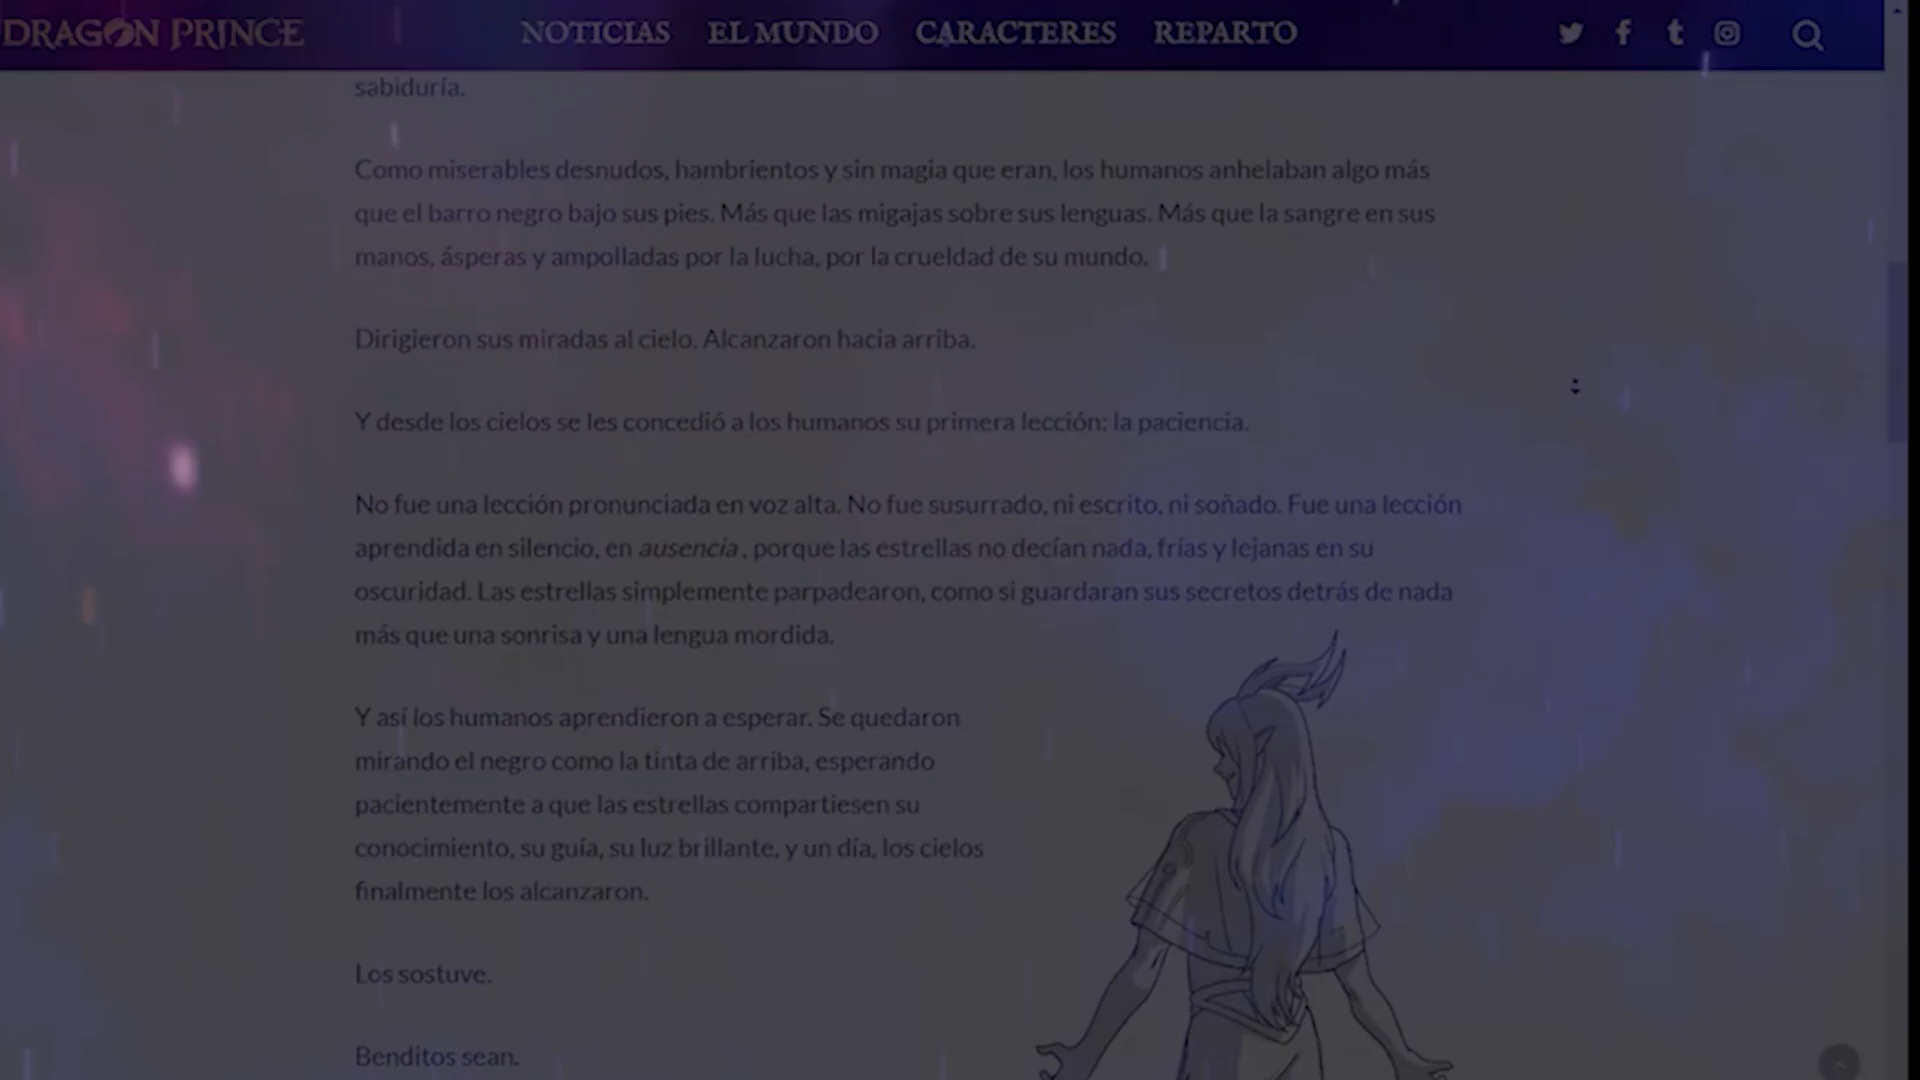 DRAGON PRINCE NOTICIAS EL MUNDO CARACTERES REPARTO
sabiduría.
Como miserables desnudos, hambrientos y sin magia que eran, los humanos anhelaban algo más
que el barro negro bajo sus pies. Más que las migajas sobre sus lenguas. Más que la sangre en sus
manos, ásperas y ampolladas por la lucha, por la crueldad de su mundo.
Dirigieron sus miradas al cielo. Alcanzaron hacia arriba.
Y desde los cielos se les concedió a los humanos su primera lección: la paciencia.
No fue una lección pronunciada en voz alta. No fue susurrado, ni escrito, ni soñado. Fue una lección
aprendida en silencio, en ausencia, porque las estrellas no decían nada, frías y lejanas en su
oscuridad. Las estrellas simplemente parpadearon, como si guardaran sus secretos detrás de nada
más que una sonrisa y una lengua mordida.
Y así los humanos aprendieron a esperar. Se quedaron
mirando el negro como la tinta de arriba, esperando
pacientemente a que las estrellas compartiesen su
conocimiento, su guía, su luz brillante, y un día, los cielos
finalmente los alcanzaron.
Los sostuve.
Benditos sean.